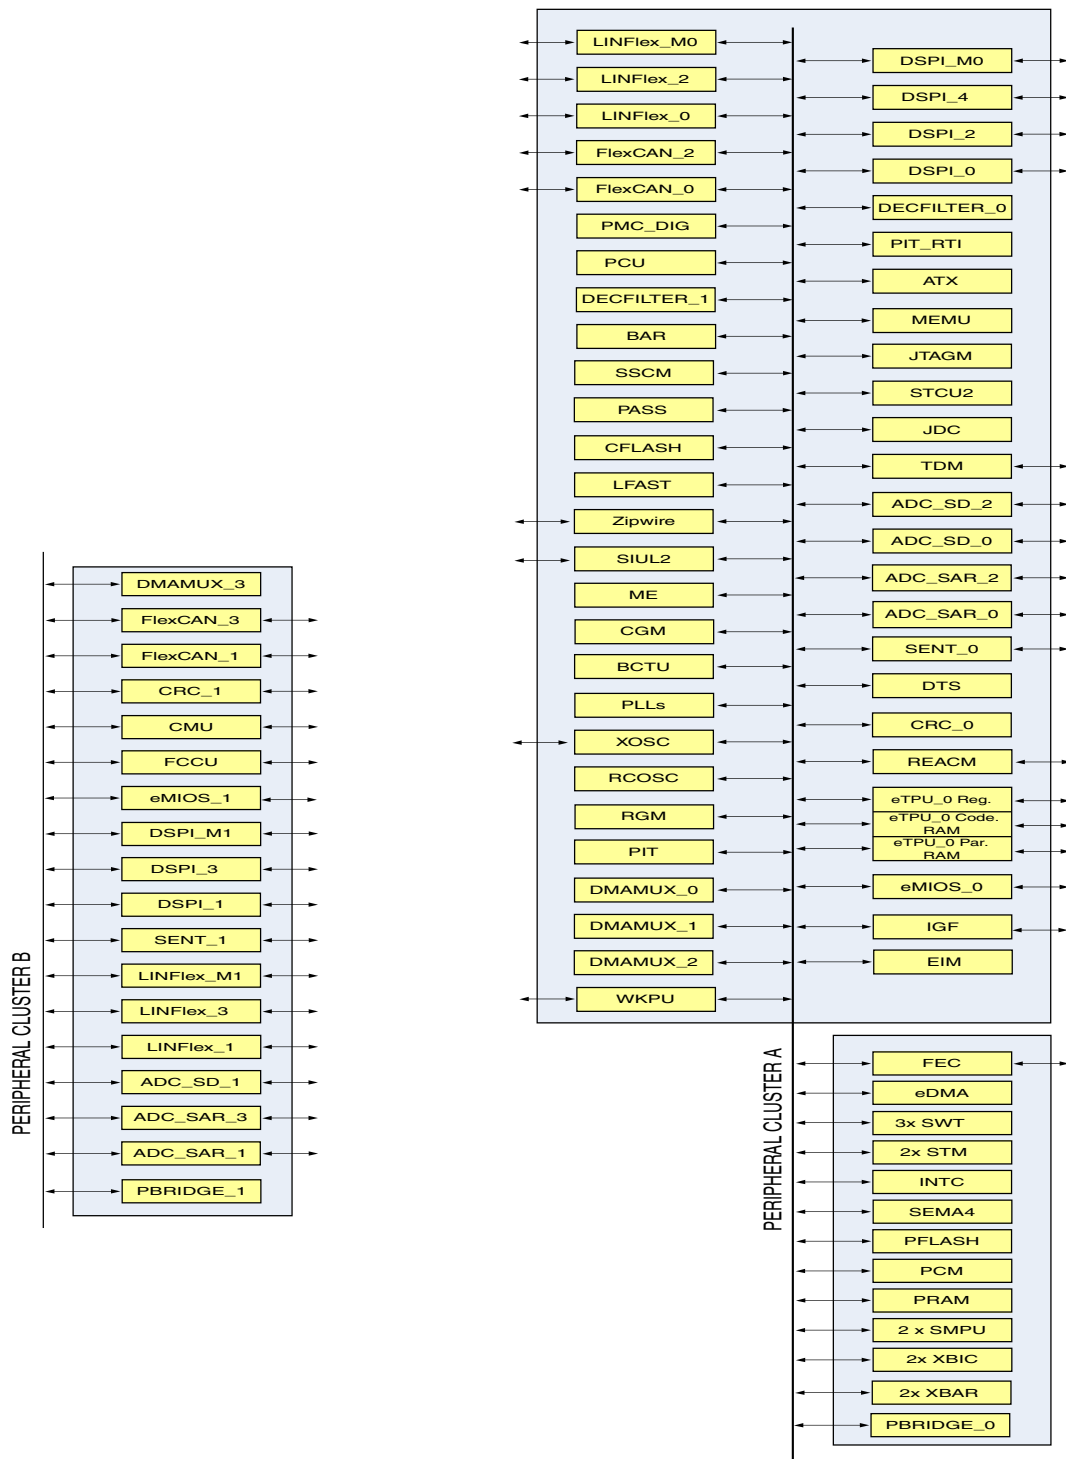 PERIPHERAL CLUSTER B
DMAMUX_3
FlexCAN_3
FlexCAN_1
CRC_1
CMU
FCCU
eMIOS_1
DSPI_M1
DSPI_3
DSPI_1
SENT_1
LINFlex_M1
LINFlex_3
LINFlex_1
ADC_SD_1
ADC_SAR_3
ADC_SAR_1
PBRIDGE_1
LINFlex_M0
LINFlex_2
LINFlex_0
FlexCAN_2
FlexCAN_0
PMC_DIG
PCU
DECFILTER_1
BAR
SSCM
PASS
CFLASH
LFAST
Zipwire
SIUL2
ME
CGM
BCTU
PLLs
XOSC
RCOSC
RGM
PIT
DMAMUX_0
DMAMUX_1
DMAMUX_2
WKPU
PERIPHERAL CLUSTER A
DSPI_M0
DSPI_4
DSPI_2
DSPI_0
DECFILTER_0
PIT_RTI
ATX
MEMU
JTAGM
STCU2
JDC
TDM
ADC_SD_2
ADC_SD_0
ADC_SAR_2
ADC_SAR_0
SENT_0
DTS
CRC_0
REACM
eTPU_0 Reg.
eTPU_0 Code.
RAM
eTPU_0 Par.
RAM
eMIOS_0
IGF
EIM
FEC
eDMA
3x SWT
2x STM
INTC
SEMA4
PFLASH
PCM
PRAM
2 x SMPU
2x XBIC
2x XBAR
PBRIDGE_0